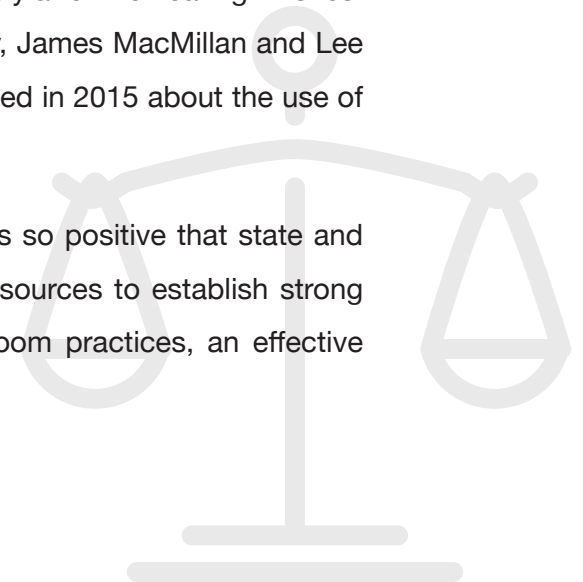 , James MacMillan and Lee
ed in 2015 about the use of
s so positive that state and
sources to establish strong
oom practices, an effective